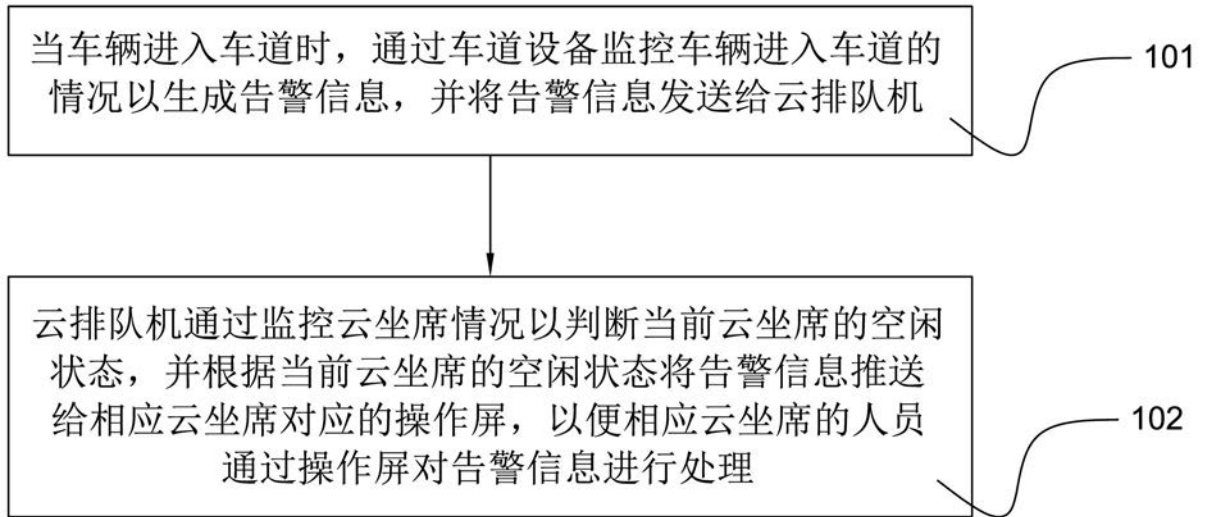 当车辆进入车道时，通过车道设备监控车辆进入车道的
情况以生成告警信息，并将告警信息发送给云排队机
101
云排队机通过监控云坐席情况以判断当前云坐席的空闲
状态，并根据当前云坐席的空闲状态将告警信息推送
给相应云坐席对应的操作屏，以便相应云坐席的人员
通过操作屏对告警信息进行处理
102